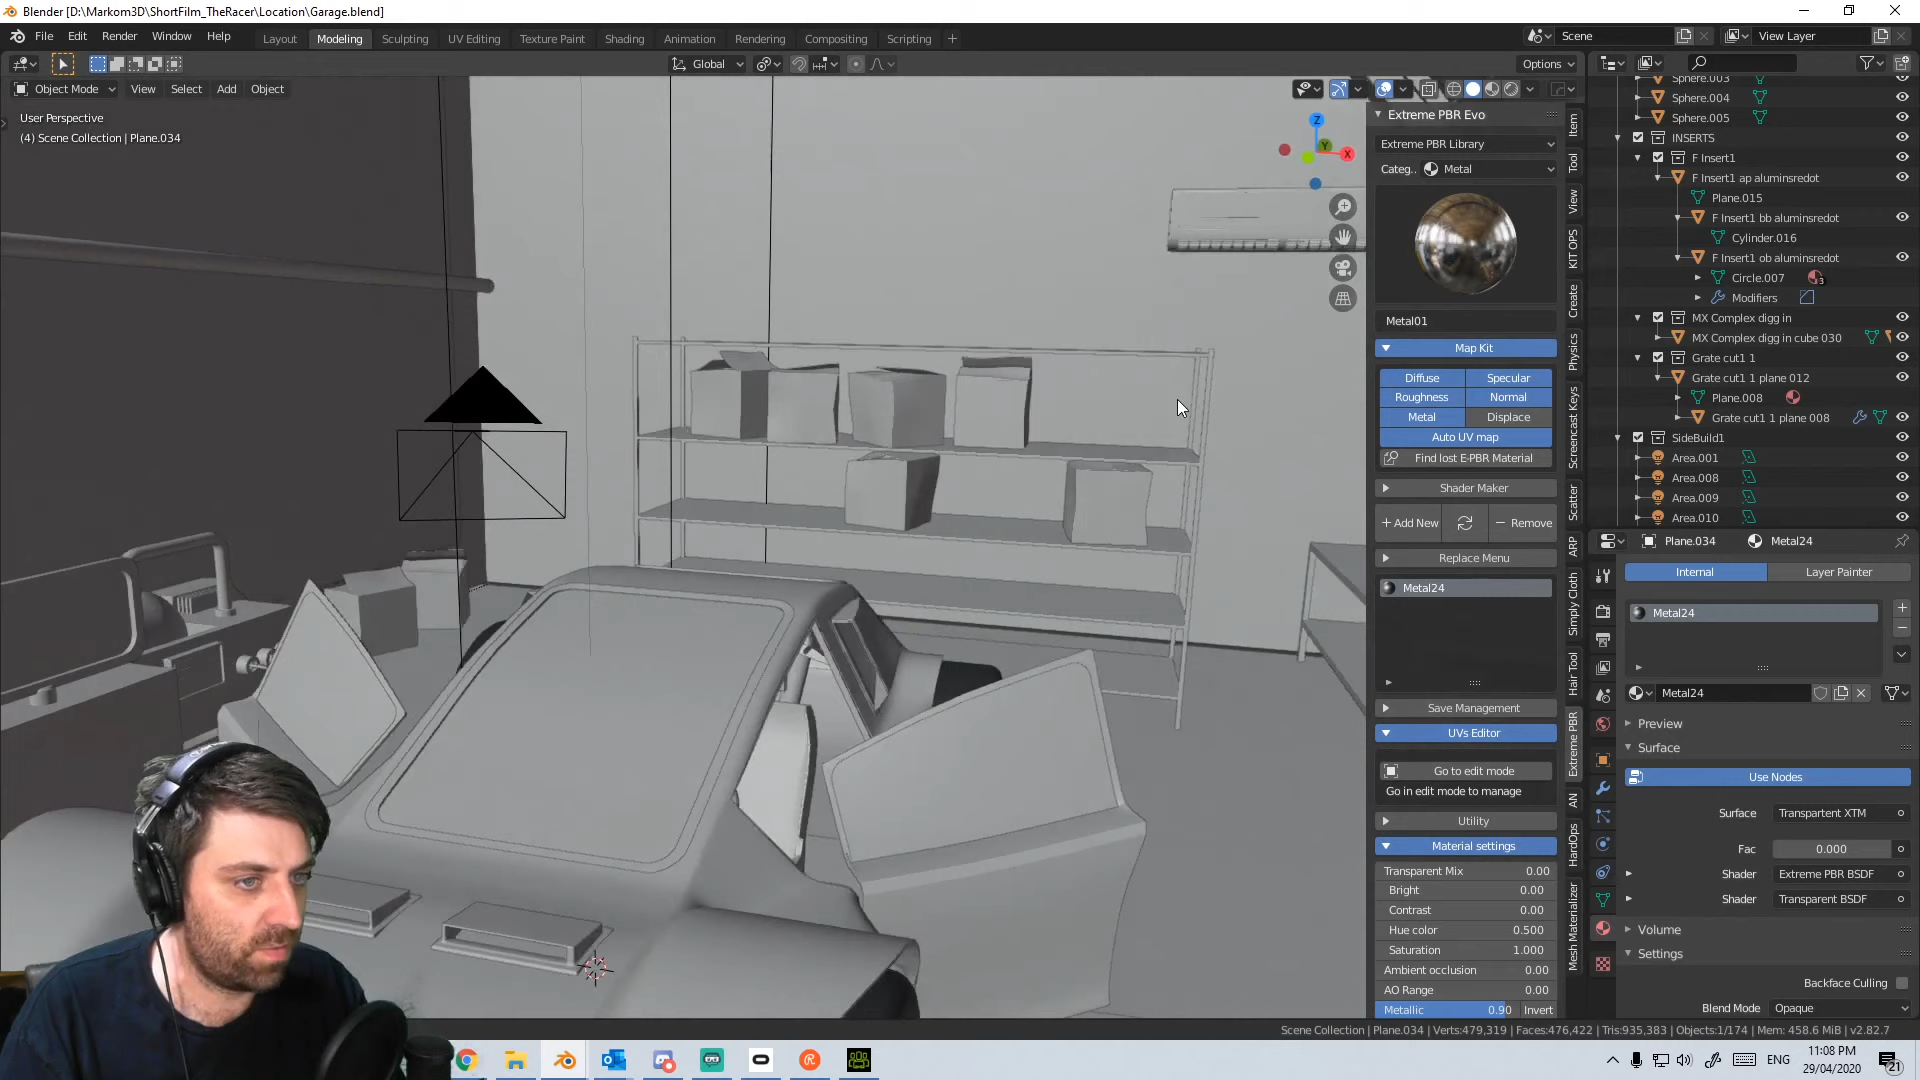 Blender [D:\Markom3D\ShortFilm_TheRacer\Location\Garage.blend]
File Edit Render Window Help
Layout Modeling Sculpting UV Editing Texture Paint Shading Animation Rendering Compositing Scripting
Scene
View Layer
Global
Options
Object Mode
View Select Add Object
User Perspective
(4) Scene Collection | Plane.034
Z
Y
X
Extreme PBR Evo
Extreme PBR Library
Categ.. Metal
Metal01
Map Kit
Diffuse Specular
Roughness Normal
Metal Displace
Auto UV map
Find lost E-PBR Material
Shader Maker
Add New
Remove
Replace Menu
Metal24
Save Management
UVs Editor
Go to edit mode
Go in edit mode to manage
Utility
Material settings
Transparent Mix 0.00
Bright 0.00
Contrast 0.00
Hue color 0.500
Saturation 1.000
Ambient occlusion 0.00
AO Range 0.00
Metallic 0.90 Invert
Item
Tool
View
KIT OPS
Create
Physics
Screencast Keys
Scatter
ARP
Simply Cloth
Hair Tool
Extreme PBR
AN
HardOps
Mesh Materializer
Sphere.003
Sphere.004
Sphere.005
INSERTS
F Insert1
F Insert1 ap aluminsredot
Plane.015
F Insert1 bb aluminsredot
Cylinder.016
F Insert1 ob aluminsredot
Circle.007
3
Modifiers
MX Complex digg in
MX Complex digg in cube 030
Grate cut1 1
Grate cut1 1 plane 012
Plane.008
Grate cut1 1 plane 008
SideBuild1
Area.001
Area.008
Area.009
Area.010
Plane.034 Metal24
Internal Layer Painter
Metal24
Metal24
Preview
Surface
Use Nodes
Surface Transpartent XTM
Fac 0.000
Shader Extreme PBR BSDF
Shader Transparent BSDF
Volume
Settings
Backface Culling
Blend Mode Opaque
Scene Collection | Plane.034 | Verts:479,319 | Faces:476,422 | Tris:935,383 | Objects:1/174 | Mem: 458.6 MiB | v2.82.7
ENG
11:08 PM
29/04/2020
21